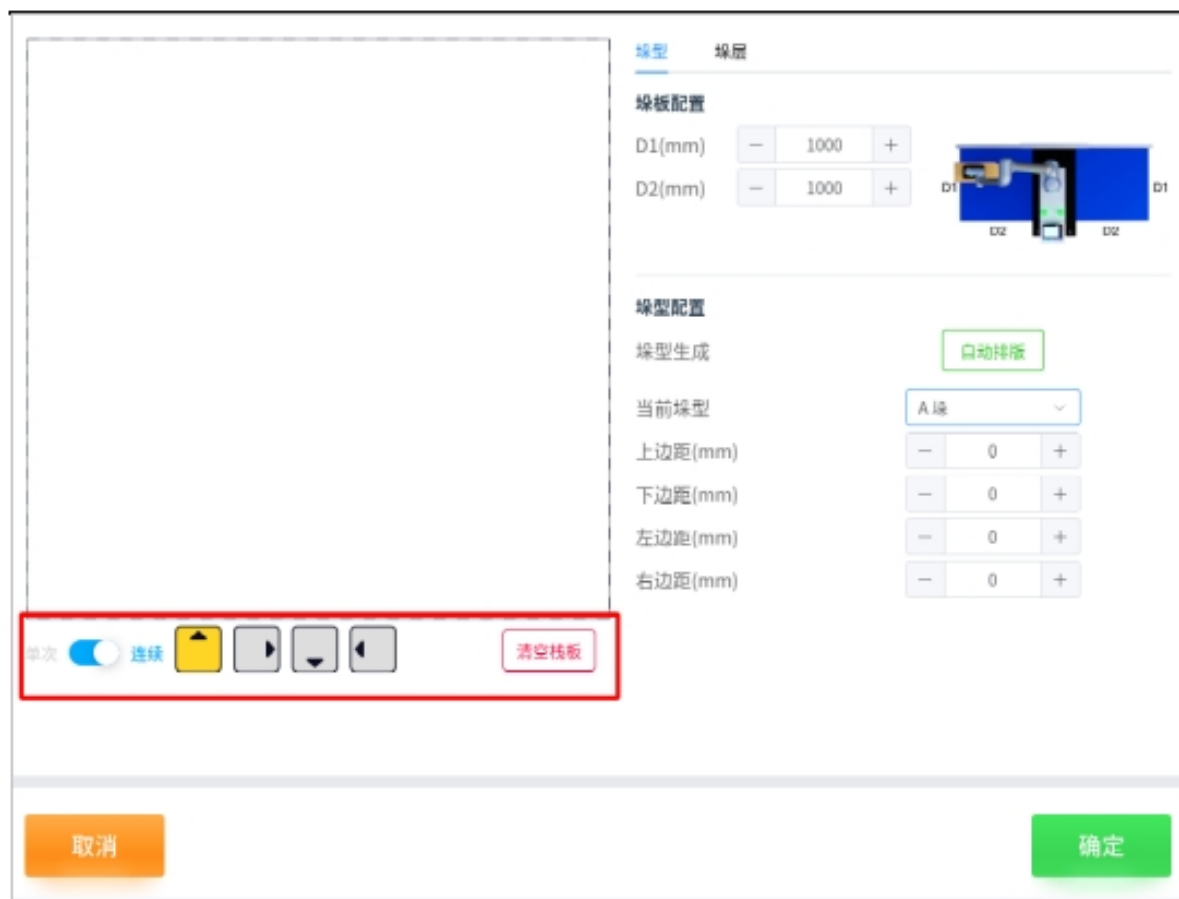 垛型 垛层
垛板配置
D1(mm) − 1000 +
D2(mm) − 1000 +
D1 D1
D2 D2
垛型配置
垛型生成 自动排版
当前垛型 A 垛
上边距(mm) − 0 +
下边距(mm) − 0 +
左边距(mm) − 0 +
右边距(mm) − 0 +
单次 连续 清空栈板
取消 确定